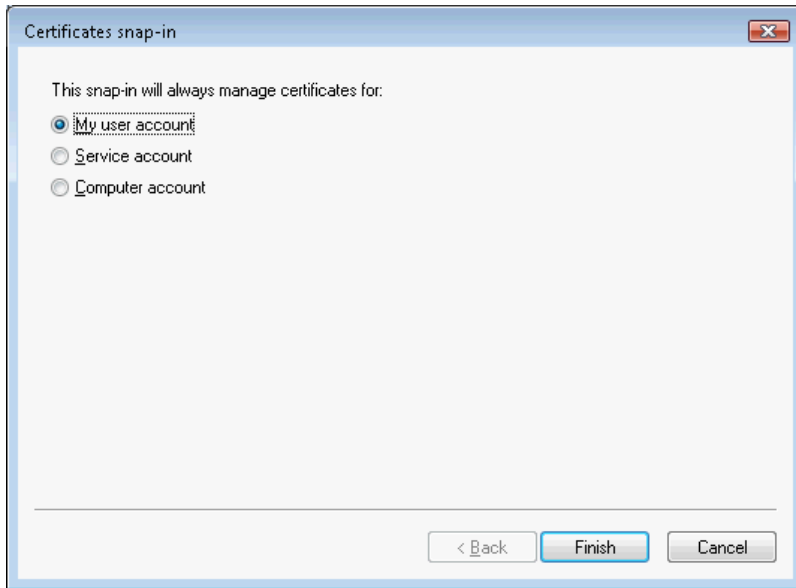 Certificates snap-in
This snap-in will always manage certificates for:
My user account
Service account
Computer account
< Back
Finish
Cancel